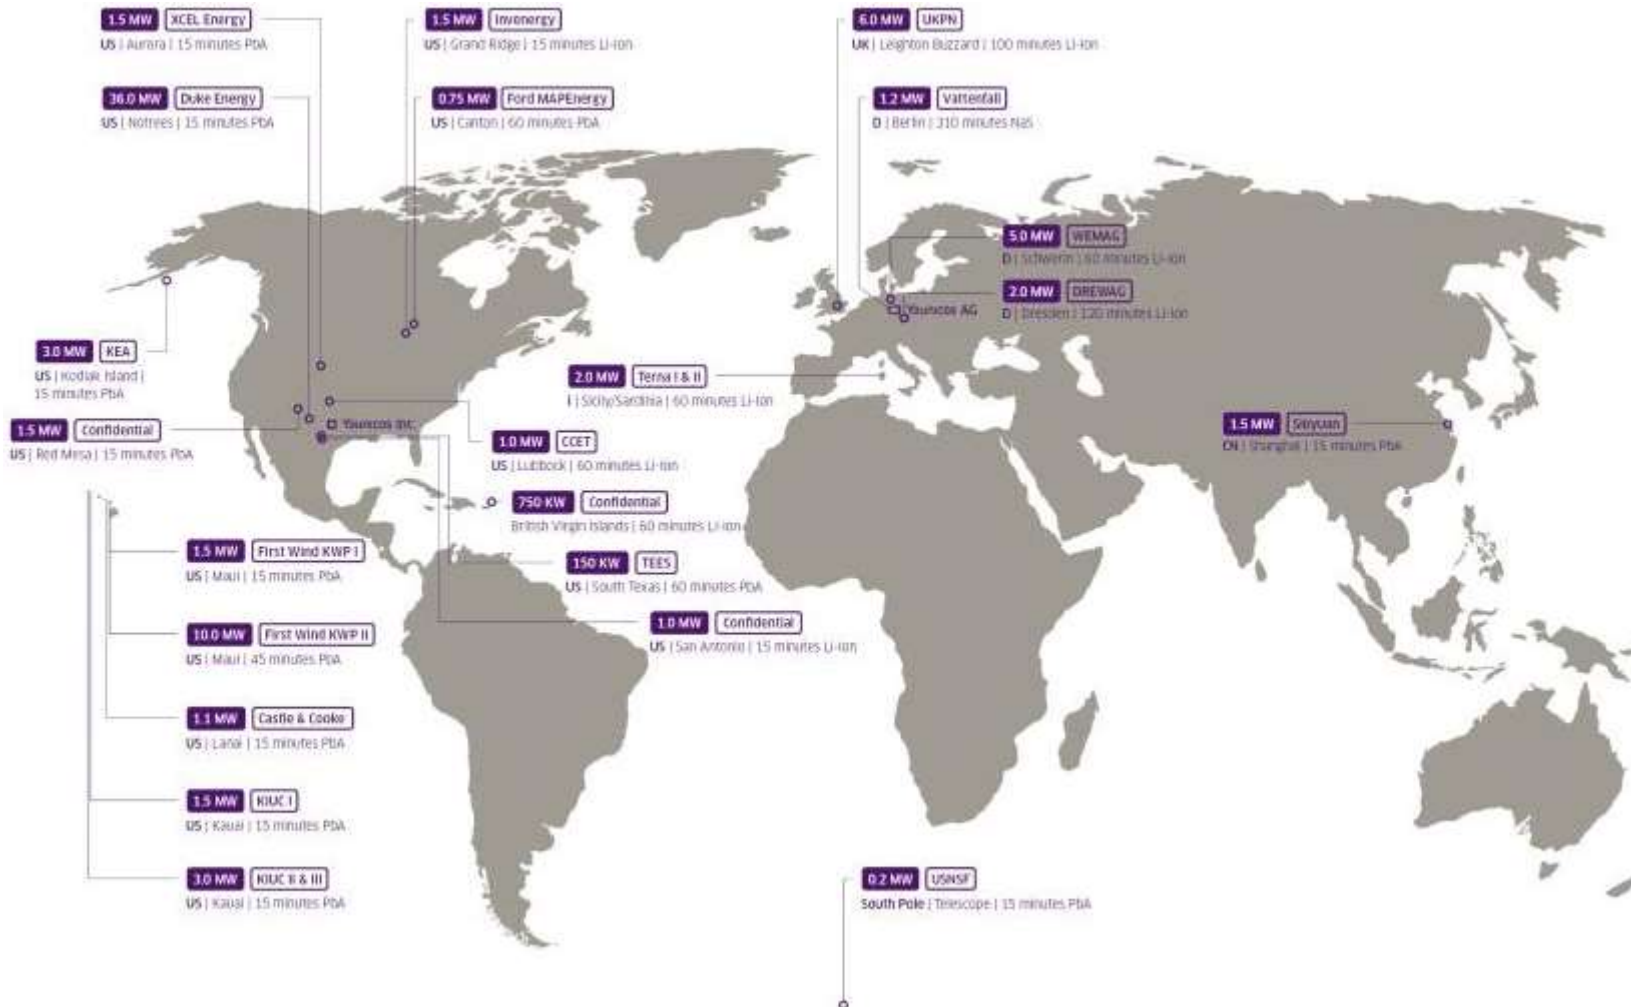 1.5 MW XCEL Energy
US | Aurora | 15 minutes PbA
1.5 MW Invenergy
US | Grand Ridge | 15 minutes Li-Ion
6.0 MW UKPN
UK | Leighton Buzzard | 100 minutes Li-Ion
36.0 MW Duke Energy
US | Notrees | 15 minutes PbA
0.75 MW Ford MAPEnergy
US | Canton | 60 minutes PbA
1.2 MW Vattenfall
D | Berlin | 310 minutes NaS
5.0 MW WEMAG
D | Schwerin | 60 minutes Li-Ion
2.0 MW DREWAG
D | Dresden | 120 minutes Li-Ion
Younicos AG
3.0 MW KEA
US | Kodiak Island |
15 minutes PbA
2.0 MW Terna I & II
I | Sicily/Sardinia | 60 minutes Li-Ion
1.5 MW Confidential
US | Red Mesa | 15 minutes PbA
Younicos Inc.
1.0 MW CCET
US | Lubbock | 60 minutes Li-Ion
1.5 MW
CN | Shanghai | 15 minutes PbA
750 KW Confidential
British Virgin Islands | 60 minutes Li-Ion
1.5 MW First Wind KWP I
US | Maui | 15 minutes PbA
150 KW TEES
US | South Texas | 60 minutes PbA
10.0 MW First Wind KWP II
US | Maui | 45 minutes PbA
1.0 MW Confidential
US | San Antonio | 15 minutes Li-Ion
1.1 MW Castle & Cooke
US | Lanai | 15 minutes PbA
1.5 MW KIUC I
US | Kauai | 15 minutes PbA
3.0 MW KIUC II & III
US | Kauai | 15 minutes PbA
0.2 MW USNSF
South Pole | Telescope | 15 minutes PbA